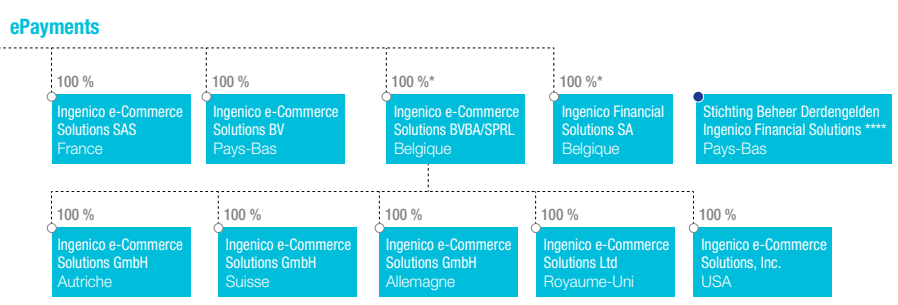 ePayments
100 %
Ingenico e-Commerce
Solutions SAS
France
100 %
Ingenico e-Commerce
Solutions BV
Pays-Bas
100 %*
Ingenico e-Commerce
Solutions BVBA/SPRL
Belgique
100 %*
Ingenico Financial
Solutions SA
Belgique
Stichting Beheer Derdengelden
Ingenico Financial Solutions ****
Pays-Bas
100 %
Ingenico e-Commerce
Solutions GmbH
Autriche
100 %
Ingenico e-Commerce
Solutions GmbH
Suisse
100 %
Ingenico e-Commerce
Solutions GmbH
Allemagne
100 %
Ingenico e-Commerce
Solutions Ltd
Royaume-Uni
100 %
Ingenico e-Commerce
Solutions, Inc.
USA